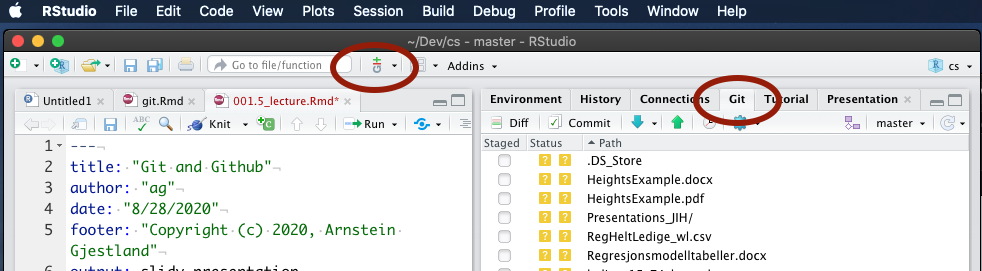 RStudio File Edit Code View Plots Session Build Debug Profile Tools Window Help
~/Dev/cs - master - RStudio
Go to file/function Addins cs
Untitled1 git.Rmd 001.5_lecture.Rmd*
Knit Run
1 ---
2 title: "Git and Github"
3 author: "ag"
4 date: "8/28/2020"
5 footer: "Copyright (c) 2020, Arnstein
Gjestland"
6 output: slidy_presentation
Environment History Connections Git Tutorial Presentation
Diff Commit master
Staged Status Path
? ? .DS_Store
? ? HeightsExample.docx
? ? HeightsExample.pdf
? ? Presentations_JIH/
? ? RegHeltLedige_wl.csv
? ? Regresjonsmodelltabeller.docx